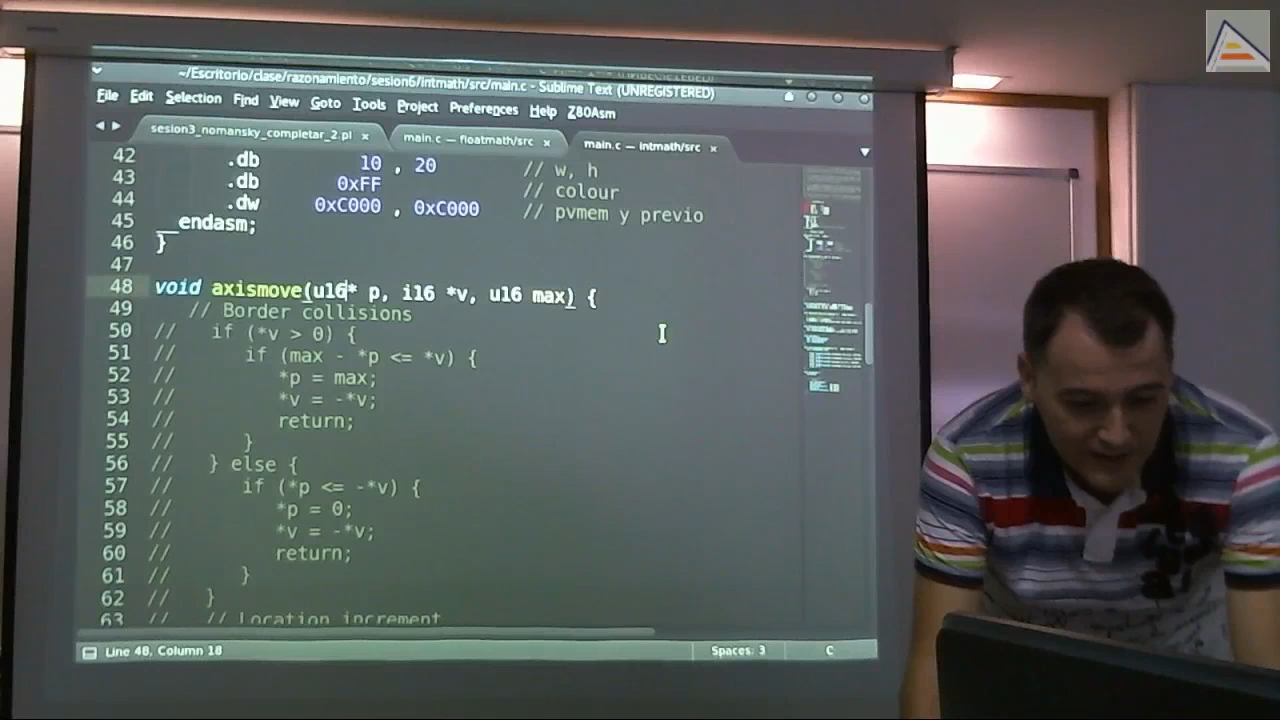 ~/Escritorio/clase/razonamiento/sesion6/intmath/src/main.c - Sublime Text (UNREGISTERED)
File Edit Selection Find View Goto Tools Project Preferences Help Z80Asm
sesion3_nomansky_completar_2.pl × main.c — floatmath/src × main.c — intmath/src ×
42 .db 10 , 20 // w, h
43 .db 0xFF // colour
44 .dw 0xC000 , 0xC000 // pvmem y previo
45 __endasm;
46 }
47
48 void axismove(u16* p, i16 *v, u16 max) {
49 // Border collisions
50 // if (*v > 0) {
51 // if (max - *p <= *v) {
52 // *p = max;
53 // *v = -*v;
54 // return;
55 // }
56 // } else {
57 // if (*p <= -*v) {
58 // *p = 0;
59 // *v = -*v;
60 // return;
61 // }
62 // }
63 // // Location increment
Line 48, Column 18 Spaces: 3 C